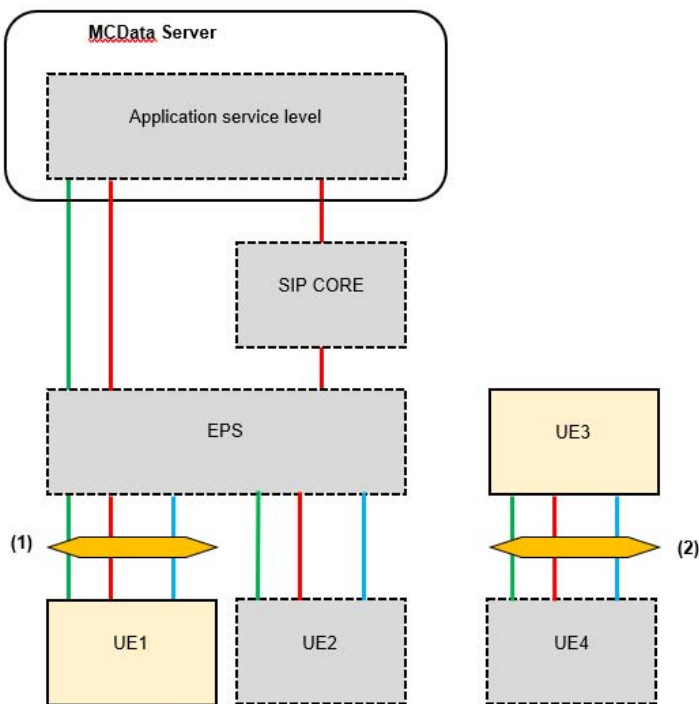 MCData Server
Application service level
SIP CORE
EPS
UE3
(1)
(2)
UE1
UE2
UE4